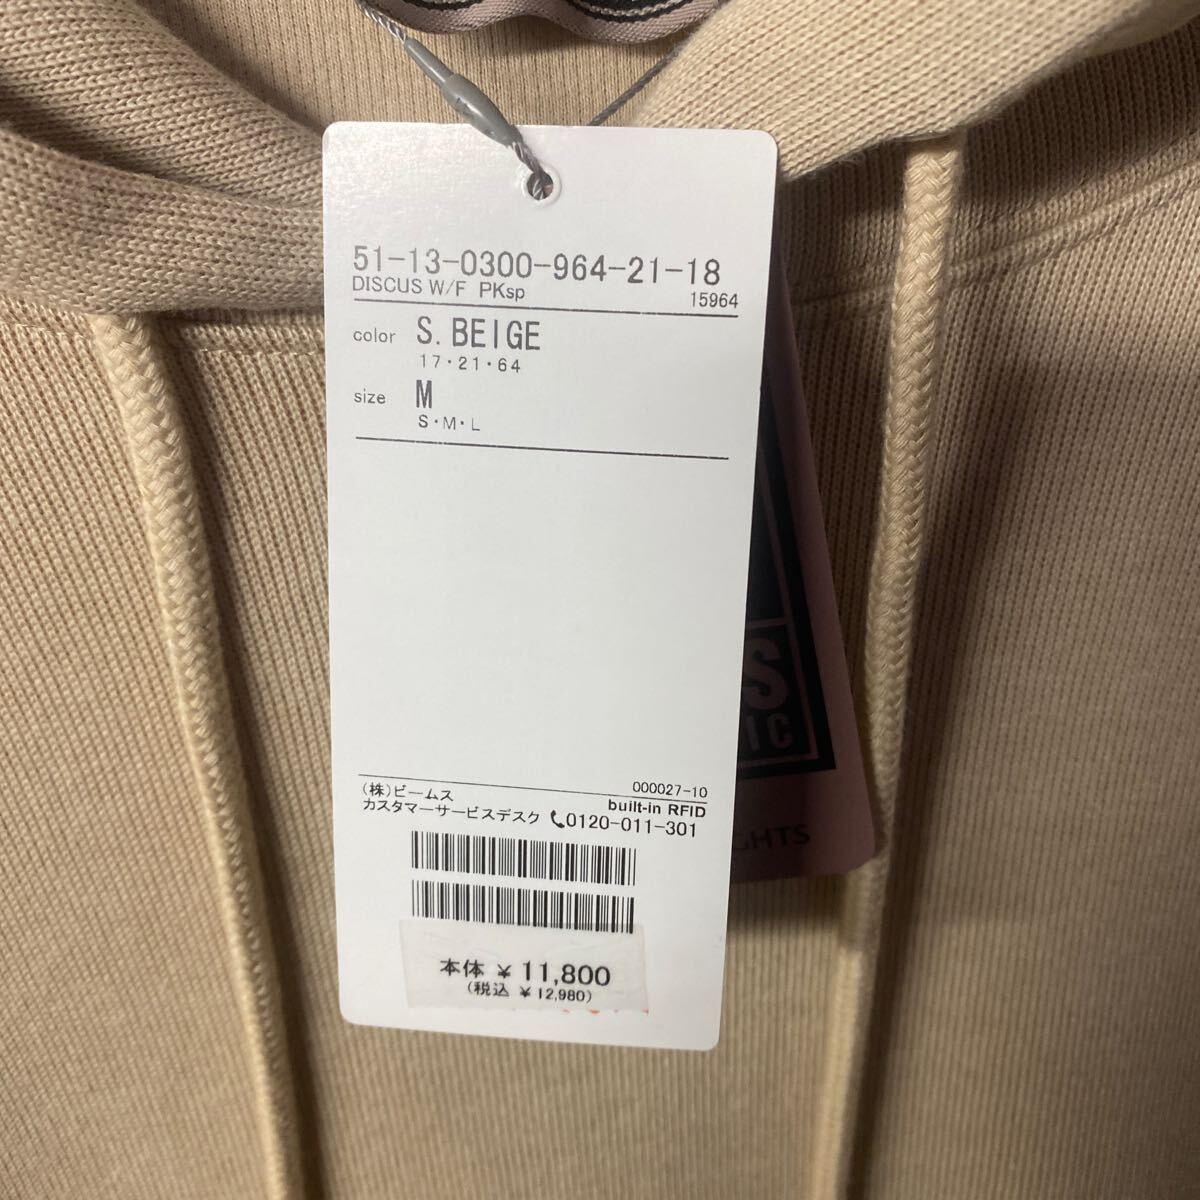 51-13-0300-964-21-18
DISCUS W/F PKsp 15964
color S. BEIGE
17・21・64
size M
S・M・L
000027-10
(株)ビームス built-in RFID
カスタマーサービスデスク 0120-011-301
本体 ¥ 11,800
(税込 ¥ 12,980)